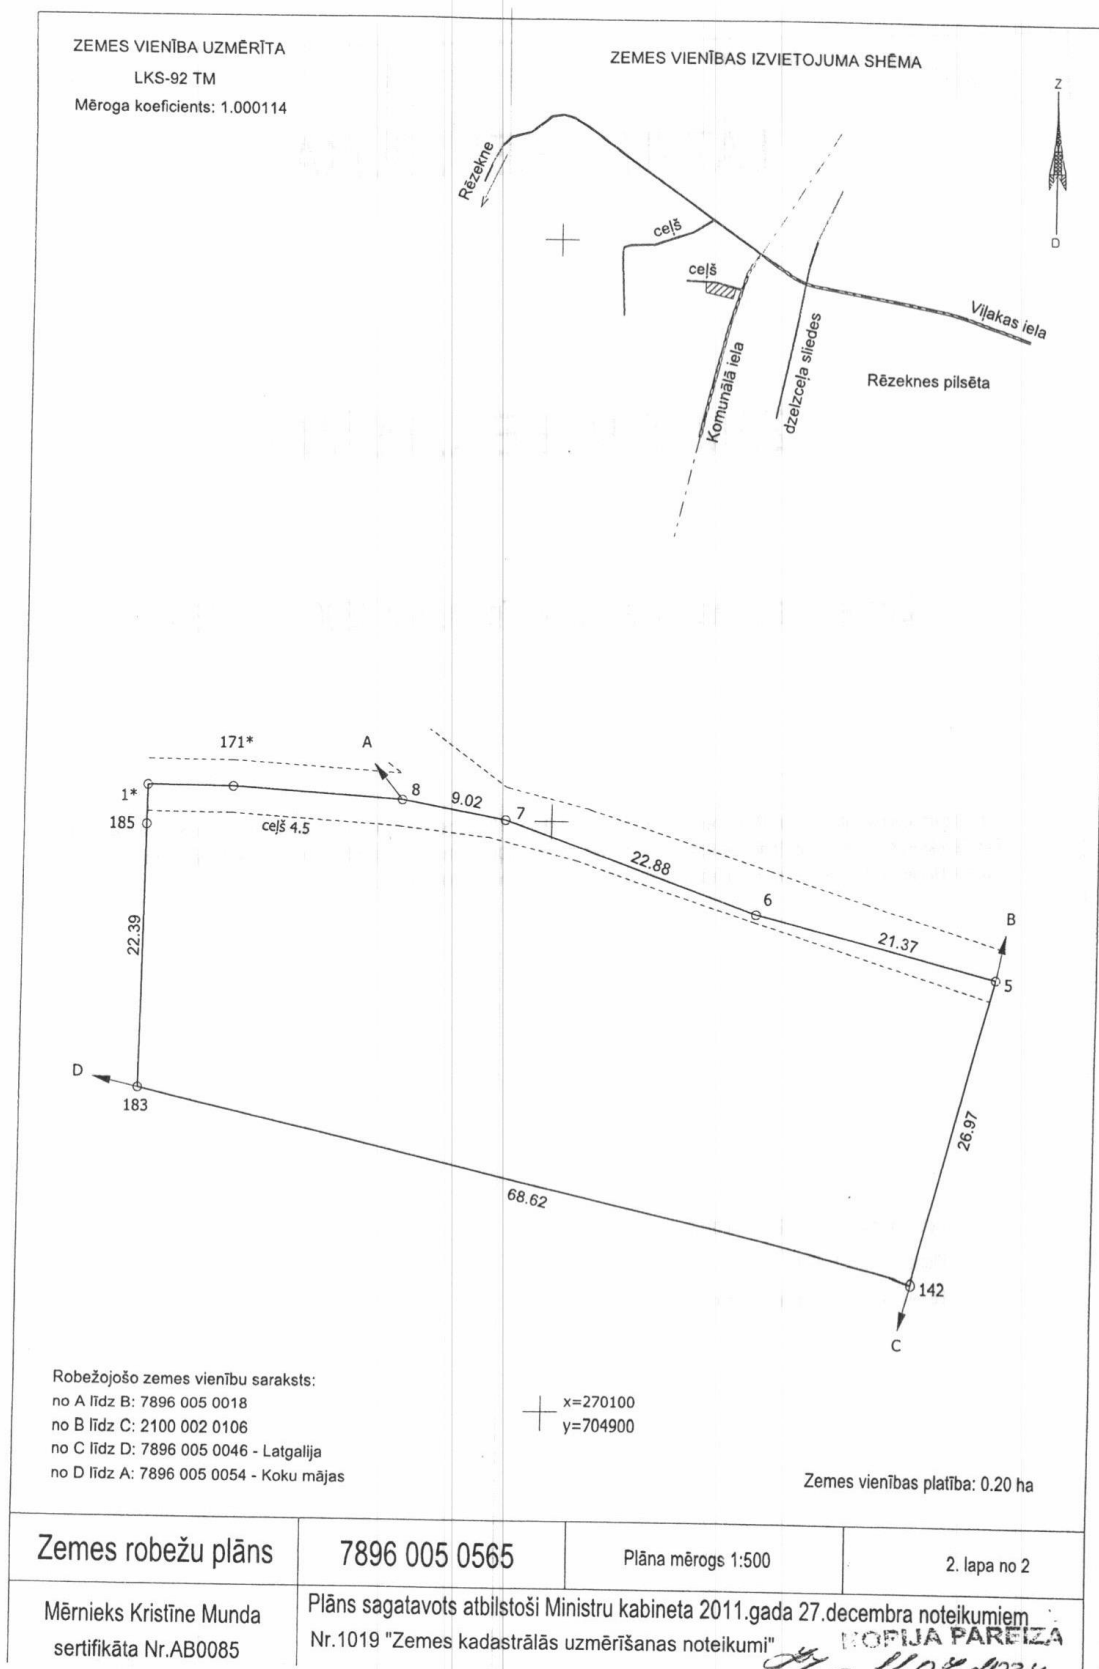 ZEMES VIENĪBA UZMĒRĪTA
LKS-92 TM
Mēroga koeficients: 1.000114
ZEMES VIENĪBAS IZVIETOJUMA SHĒMA
Z
D
Rēzekne
ceļš
ceļš
Komunālā iela
dzelzceļa sliedes
Viļakas iela
Rēzeknes pilsēta
171*
A
1*
8
9.02
7
185
ceļš 4.5
22.88
6
B
21.37
5
22.39
D
183
26.97
68.62
142
C
Robežojošo zemes vienību saraksts:
no A līdz B: 7896 005 0018
no B līdz C: 2100 002 0106
no C līdz D: 7896 005 0046 - Latgalija
no D līdz A: 7896 005 0054 - Koku mājas
x=270100
y=704900
Zemes vienības platība: 0.20 ha
Zemes robežu plāns
7896 005 0565
Plāna mērogs 1:500
2. lapa no 2
Mērnieks Kristīne Munda
sertifikāta Nr.AB0085
Plāns sagatavots atbilstoši Ministru kabineta 2011.gada 27.decembra noteikumiem
Nr.1019 "Zemes kadastrālās uzmērīšanas noteikumi"
KOPIJA PAREIZA